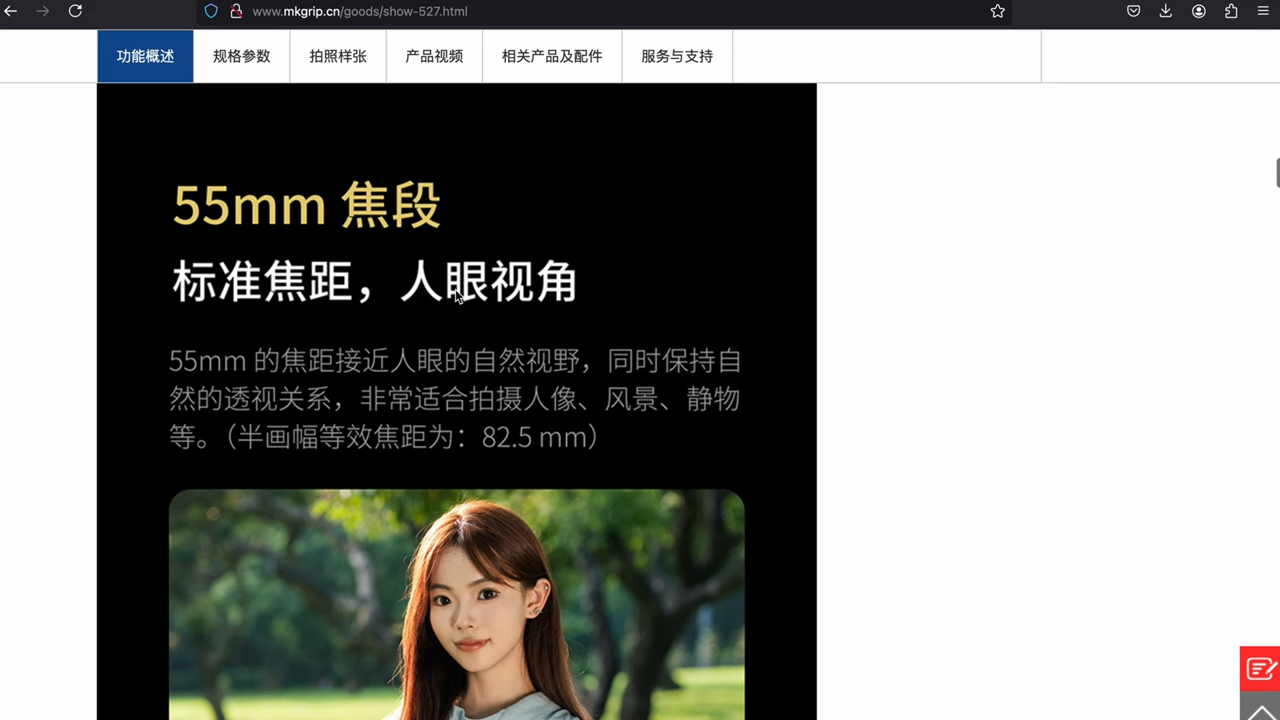 www.mkgrip.cn/goods/show-527.html
功能概述 规格参数 拍照样张 产品视频 相关产品及配件 服务与支持
55mm 焦段
标准焦距，人眼视角
55mm 的焦距接近人眼的自然视野，同时保持自
然的透视关系，非常适合拍摄人像、风景、静物
等。（半画幅等效焦距为：82.5 mm）